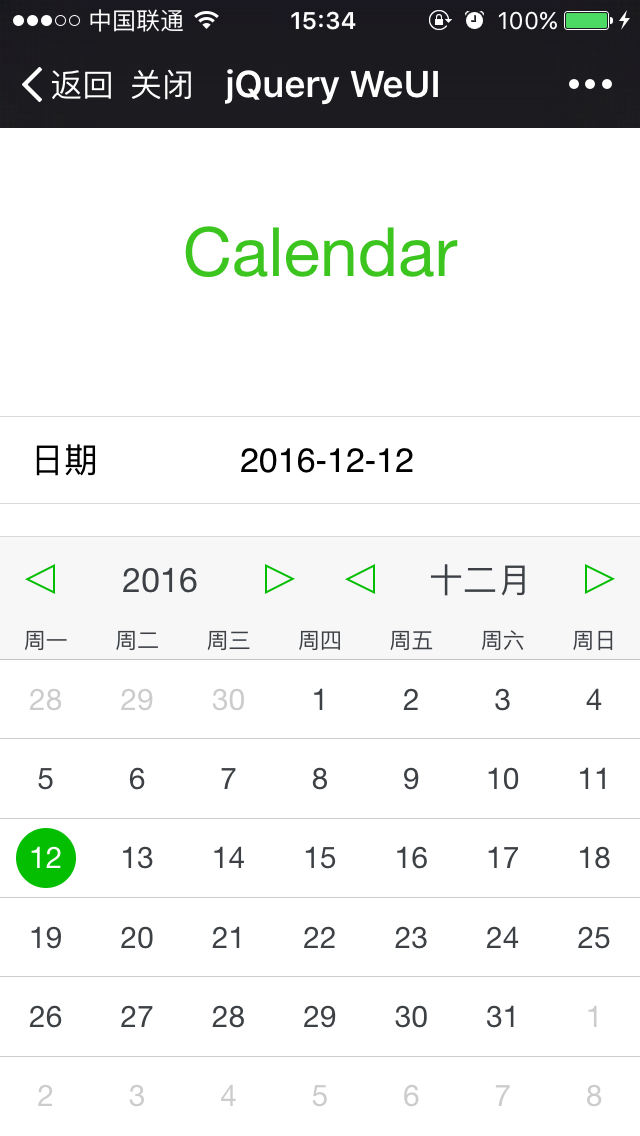 中国联通 15:34 100%
返回 关闭 jQuery WeUI
Calendar
日期 2016-12-12
2016 十二月
周一 周二 周三 周四 周五 周六 周日
28 29 30 1 2 3 4
5 6 7 8 9 10 11
12 13 14 15 16 17 18
19 20 21 22 23 24 25
26 27 28 29 30 31 1
2 3 4 5 6 7 8